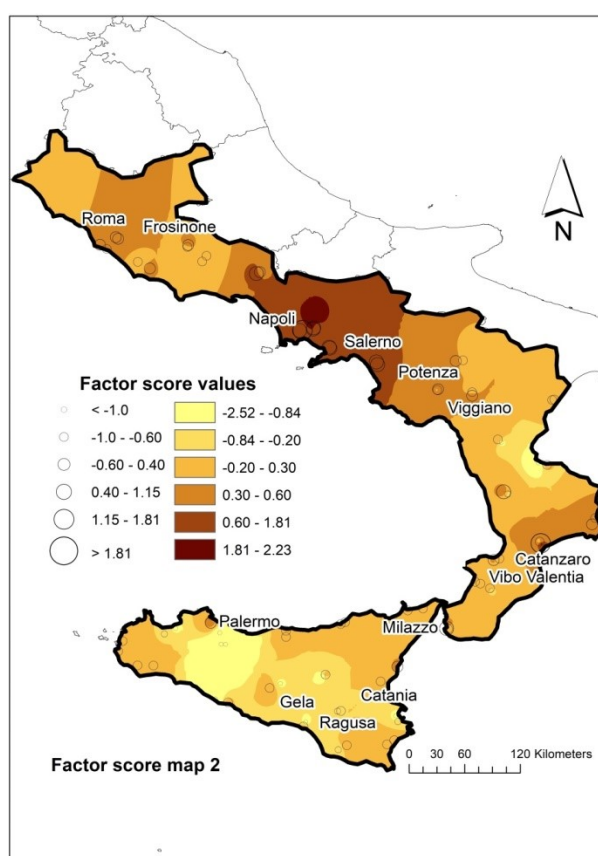 Roma
Frosinone
N
Napoli
Salerno
Potenza
Viggiano
Factor score values
< -1.0
-1.0 - -0.60
-0.60 - 0.40
0.40 - 1.15
1.15 - 1.81
> 1.81
-2.52 - -0.84
-0.84 - -0.20
-0.20 - 0.30
0.30 - 0.60
0.60 - 1.81
1.81 - 2.23
Catanzaro
Vibo Valentia
Palermo
Milazzo
Gela
Catania
Ragusa
Factor score map 2
0 30 60 120 Kilometers